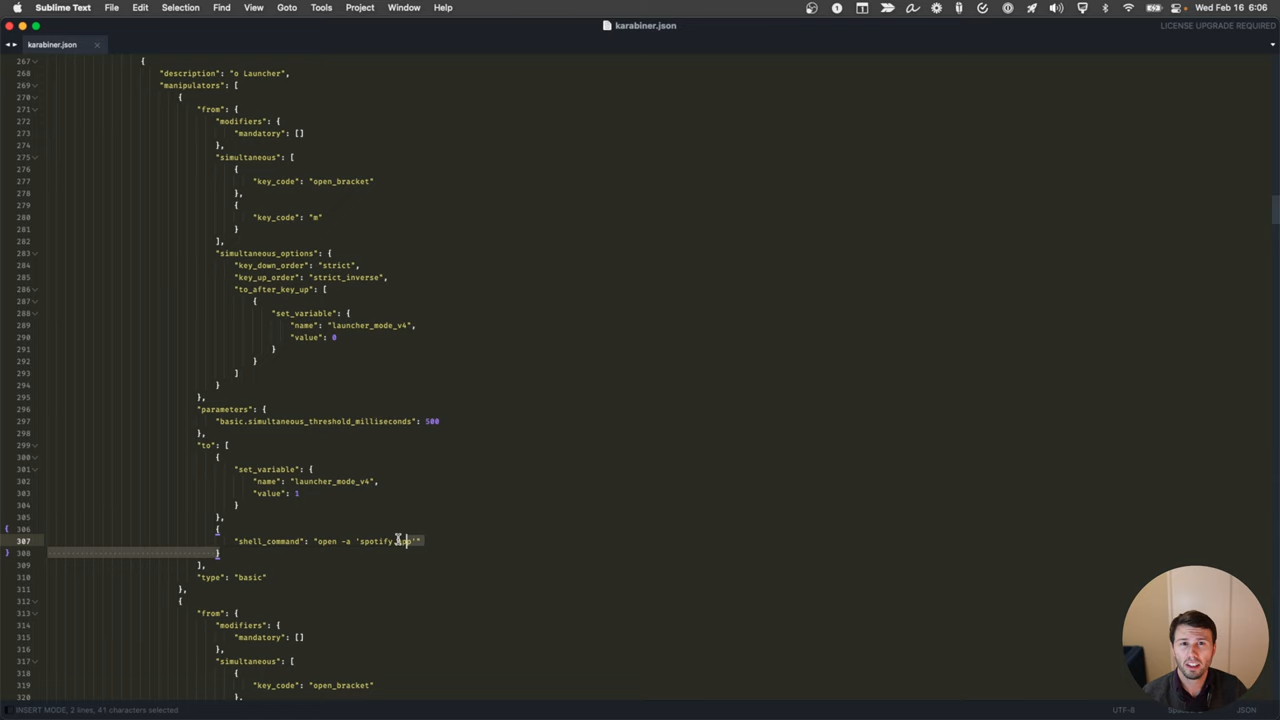 Sublime Text File Edit Selection Find View Goto Tools Project Window Help Wed Feb 16 6:06
karabiner.json LICENSE UPGRADE REQUIRED
karabiner.json
267 {
268 "description": "o Launcher",
269 "manipulators": [
270 {
271 "from": {
272 "modifiers": {
273 "mandatory": []
274 },
275 "simultaneous": [
276 {
277 "key_code": "open_bracket"
278 },
279 {
280 "key_code": "m"
281 }
282 ],
283 "simultaneous_options": {
284 "key_down_order": "strict",
285 "key_up_order": "strict_inverse",
286 "to_after_key_up": [
287 {
288 "set_variable": {
289 "name": "launcher_mode_v4",
290 "value": 0
291 }
292 }
293 ]
294 }
295 },
296 "parameters": {
297 "basic.simultaneous_threshold_milliseconds": 500
298 },
299 "to": [
300 {
301 "set_variable": {
302 "name": "launcher_mode_v4",
303 "value": 1
304 }
305 },
306 {
307 "shell_command": "open -a 'spotify
308 }
309 ],
310 "type": "basic"
311 },
312 {
313 "from": {
314 "modifiers": {
315 "mandatory": []
316 },
317 "simultaneous": [
318 {
319 "key_code": "open_bracket"
320 },
INSERT MODE, 2 lines, 41 characters selected UTF-8 JSON